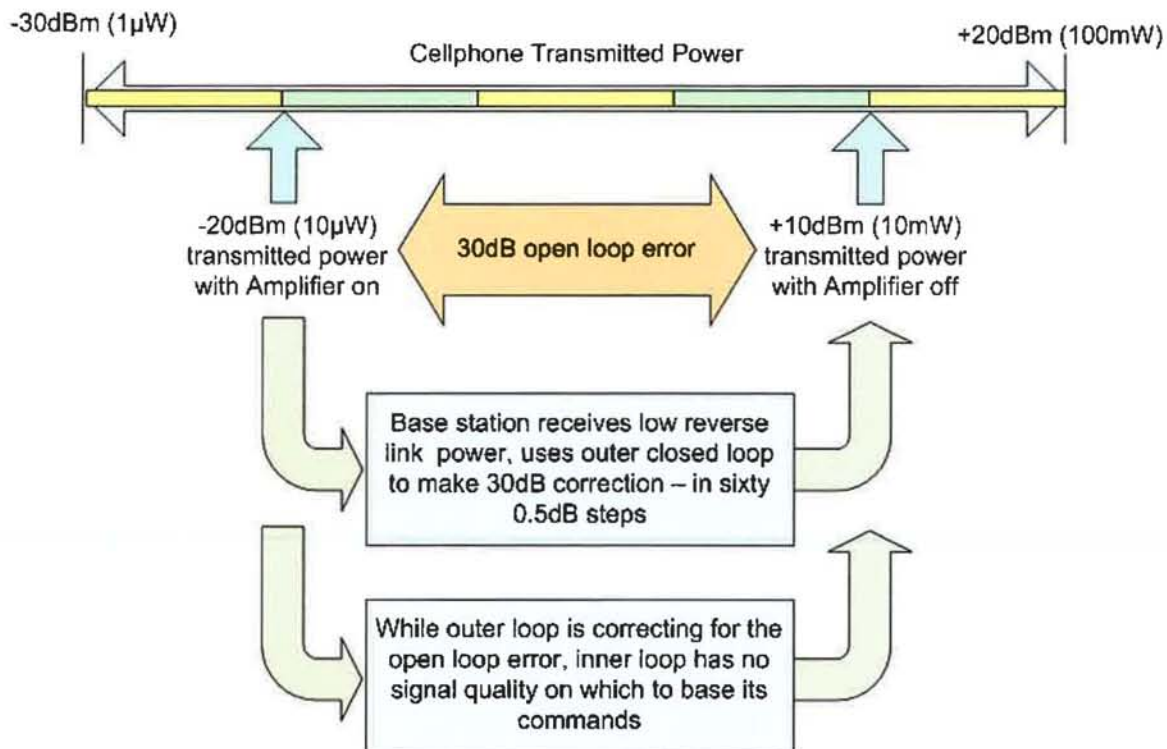 -30dBm (1µW)
Cellphone Transmitted Power
+20dBm (100mW)
-20dBm (10µW)
transmitted power
with Amplifier on
30dB open loop error
+10dBm (10mW)
transmitted power
with Amplifier off
Base station receives low reverse
link power, uses outer closed loop
to make 30dB correction – in sixty
0.5dB steps
While outer loop is correcting for the
open loop error, inner loop has no
signal quality on which to base its
commands